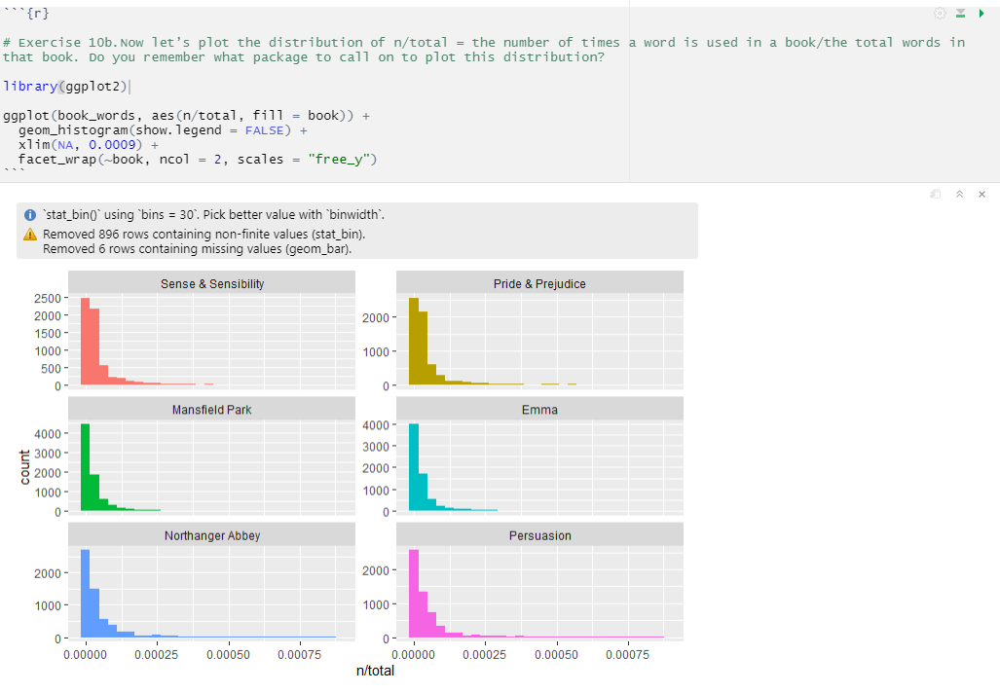 ```{r}
# Exercise 10b.Now let’s plot the distribution of n/total = the number of times a word is used in a book/the total words in
that book. Do you remember what package to call on to plot this distribution?
library(ggplot2)
ggplot(book_words, aes(n/total, fill = book)) +
geom_histogram(show.legend = FALSE) +
xlim(NA, 0.0009) +
facet_wrap(~book, ncol = 2, scales = "free_y")
```
`stat_bin()` using `bins = 30`. Pick better value with `binwidth`.
Removed 896 rows containing non-finite values (stat_bin).
Removed 6 rows containing missing values (geom_bar).
Sense & Sensibility
2500
2000
1500
1000
500
0
Pride & Prejudice
2000
1000
0
Mansfield Park
4000
3000
2000
1000
0
Emma
4000
3000
2000
1000
0
Northanger Abbey
2000
1000
0
Persuasion
2000
1000
0
count
0.00000 0.00025 0.00050 0.00075
0.00000 0.00025 0.00050 0.00075
n/total